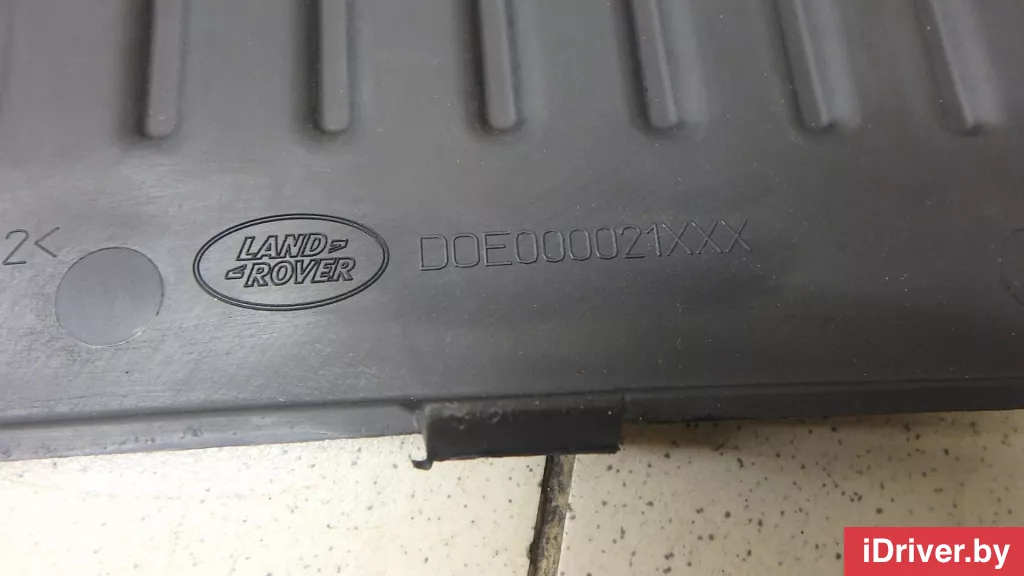 2<
LAND
ROVER
DOE000021XXX
iDriver.by